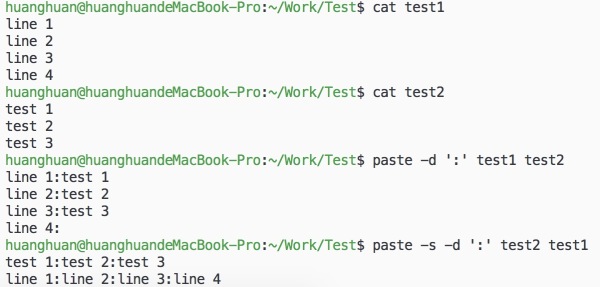 huanghuan@huanghuandeMacBook-Pro:~/Work/Test$ cat test1
line 1
line 2
line 3
line 4
huanghuan@huanghuandeMacBook-Pro:~/Work/Test$ cat test2
test 1
test 2
test 3
huanghuan@huanghuandeMacBook-Pro:~/Work/Test$ paste -d ':' test1 test2
line 1:test 1
line 2:test 2
line 3:test 3
line 4:
huanghuan@huanghuandeMacBook-Pro:~/Work/Test$ paste -s -d ':' test2 test1
test 1:test 2:test 3
line 1:line 2:line 3:line 4